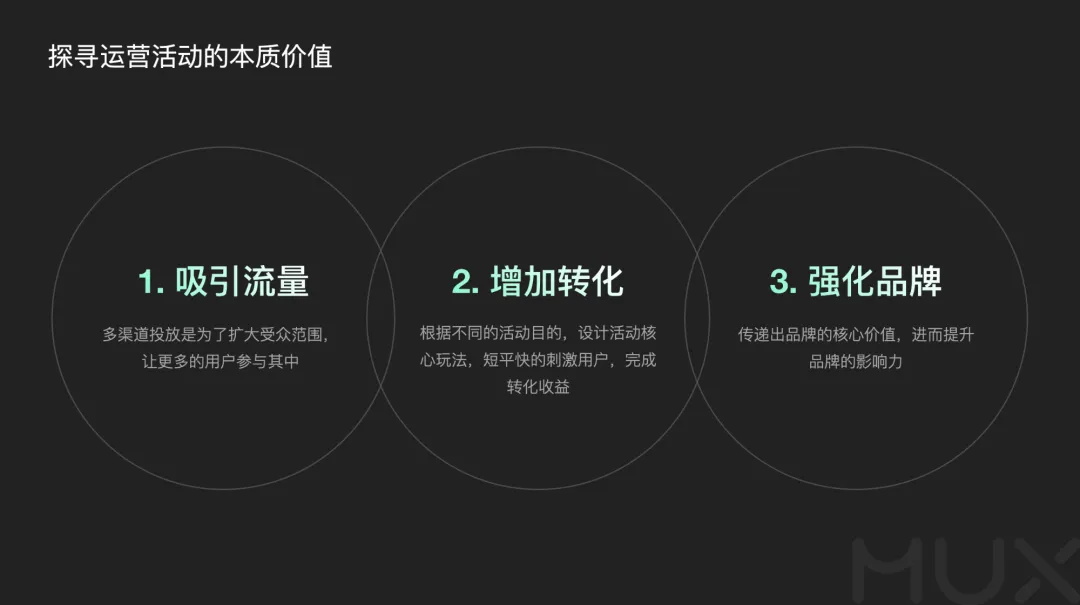 探寻运营活动的本质价值
1. 吸引流量
多渠道投放是为了扩大受众范围，
让更多的用户参与其中
2. 增加转化
根据不同的活动目的，设计活动核
心玩法，短平快的刺激用户，完成
转化收益
3. 强化品牌
传递出品牌的核心价值，进而提升
品牌的影响力
MUX